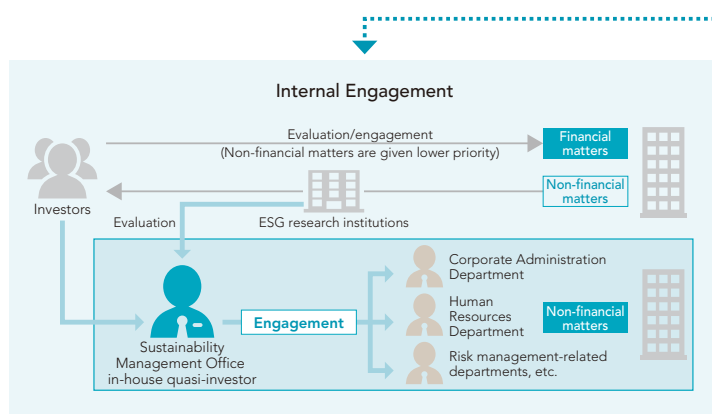 Internal Engagement
Evaluation/engagement
(Non-financial matters are given lower priority)
Financial
matters
Non-financial
matters
Investors
Evaluation
ESG research institutions
Corporate Administration
Department
Engagement
Human
Resources
Department
Non-financial
matters
Sustainability
Management Office
in-house quasi-investor
Risk management-related
departments, etc.